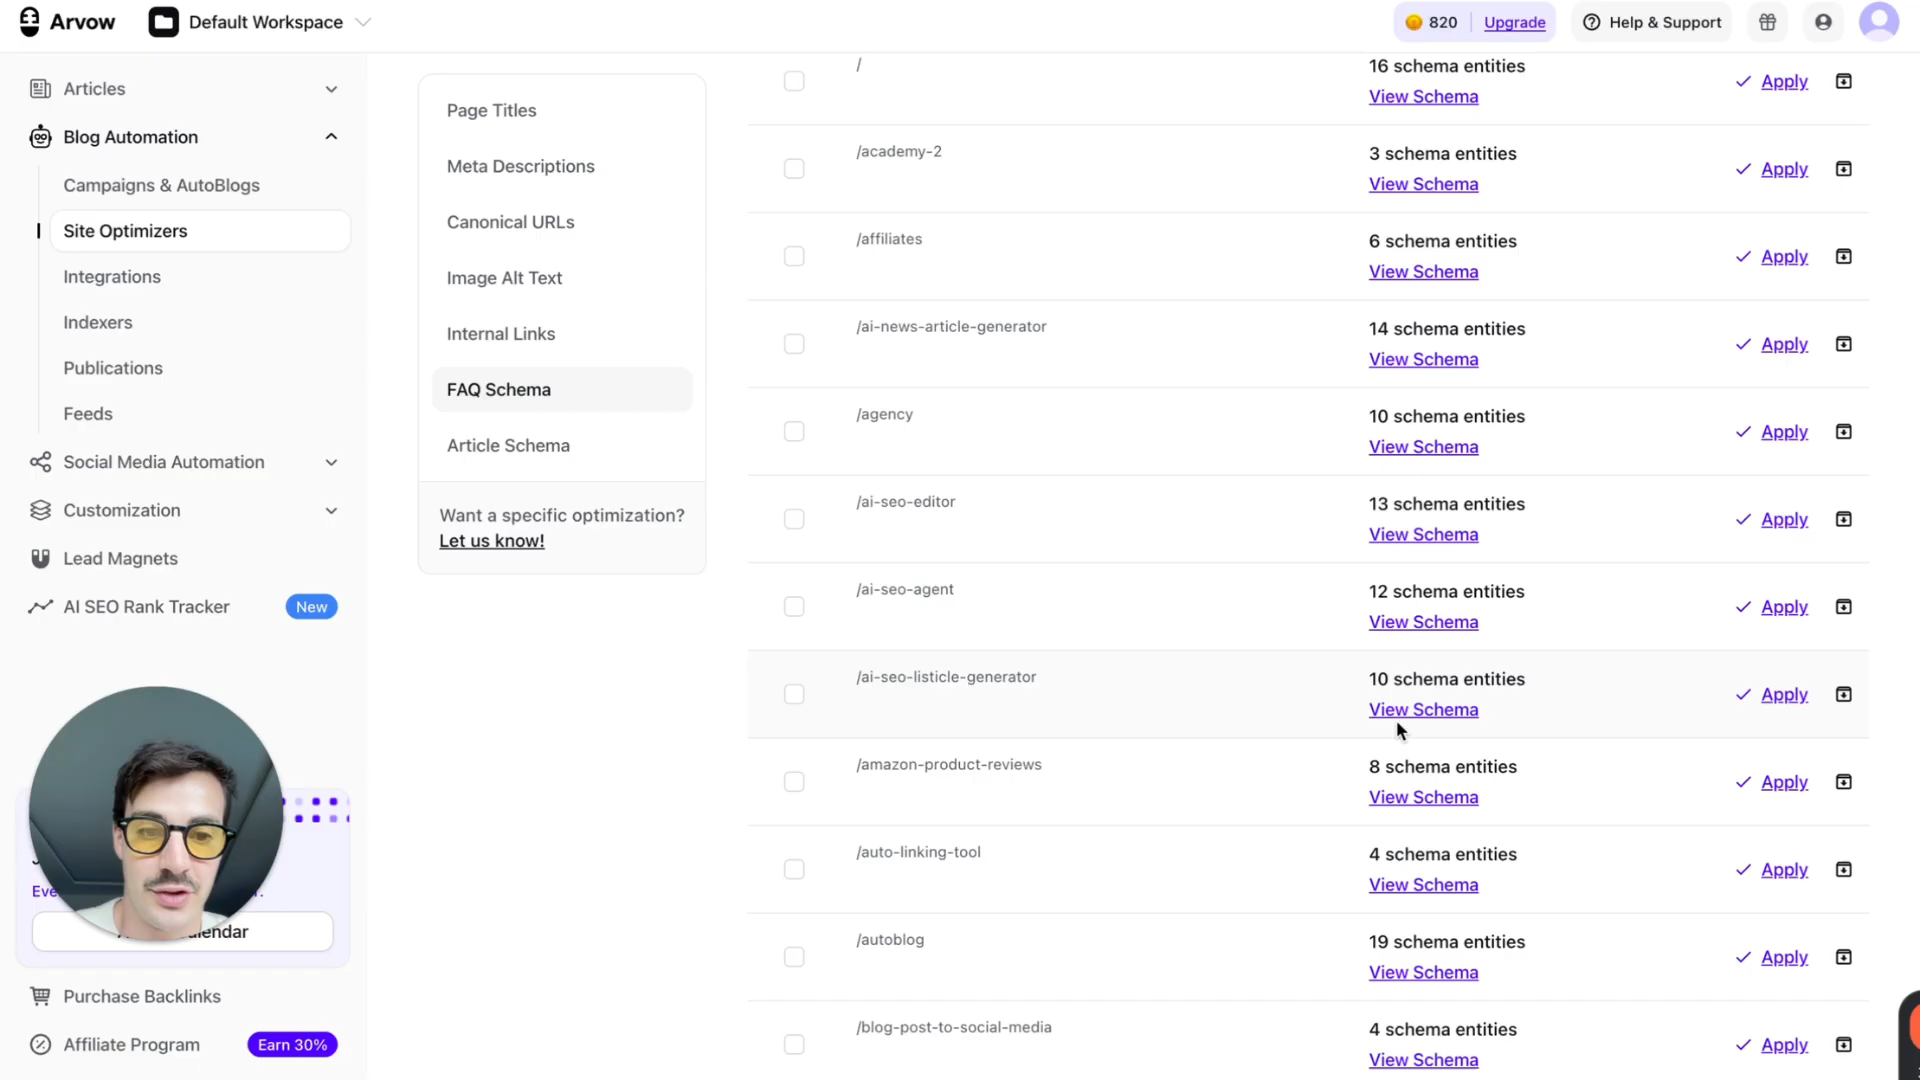 Arvow
Default Workspace
820
Upgrade
Help & Support
Articles
Blog Automation
Campaigns & AutoBlogs
Site Optimizers
Integrations
Indexers
Publications
Feeds
Social Media Automation
Customization
Lead Magnets
AI SEO Rank Tracker
New
Eve
Purchase Backlinks
Affiliate Program
Earn 30%
Page Titles
Meta Descriptions
Canonical URLs
Image Alt Text
Internal Links
FAQ Schema
Article Schema
Want a specific optimization?
Let us know!
/
16 schema entities
View Schema
Apply
/academy-2
3 schema entities
View Schema
Apply
/affiliates
6 schema entities
View Schema
Apply
/ai-news-article-generator
14 schema entities
View Schema
Apply
/agency
10 schema entities
View Schema
Apply
/ai-seo-editor
13 schema entities
View Schema
Apply
/ai-seo-agent
12 schema entities
View Schema
Apply
/ai-seo-listicle-generator
10 schema entities
View Schema
Apply
/amazon-product-reviews
8 schema entities
View Schema
Apply
/auto-linking-tool
4 schema entities
View Schema
Apply
/autoblog
19 schema entities
View Schema
Apply
/blog-post-to-social-media
4 schema entities
View Schema
Apply